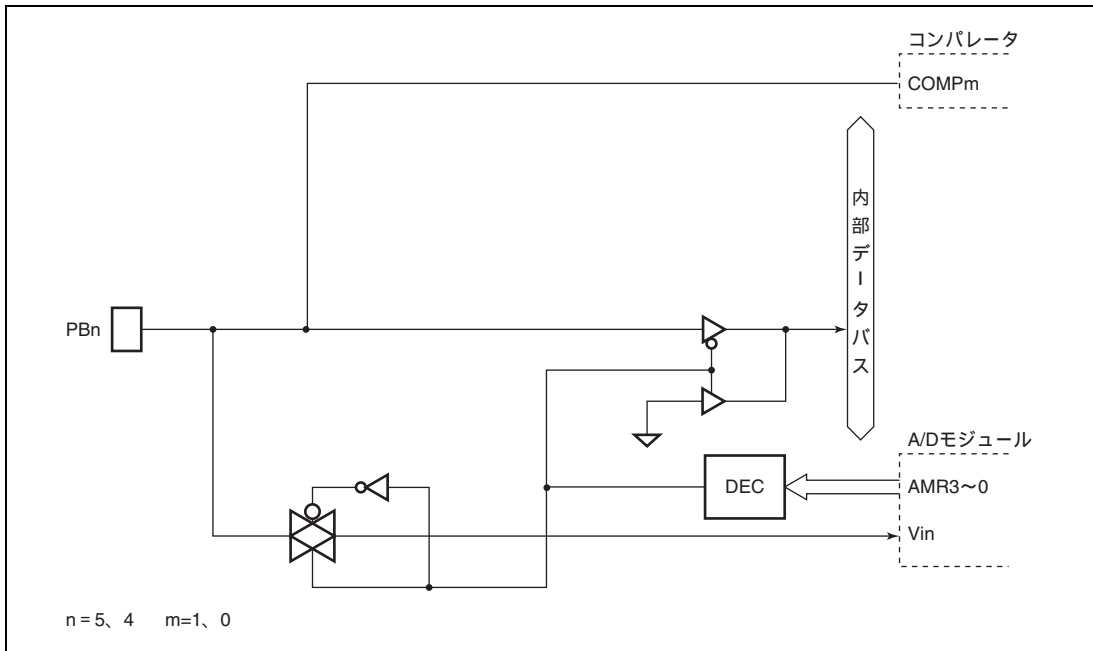 コンパレータ
COMPm
内部データバス
PBn
A/Dモジュール
DEC
AMR3～0
Vin
n = 5、4 m=1、0